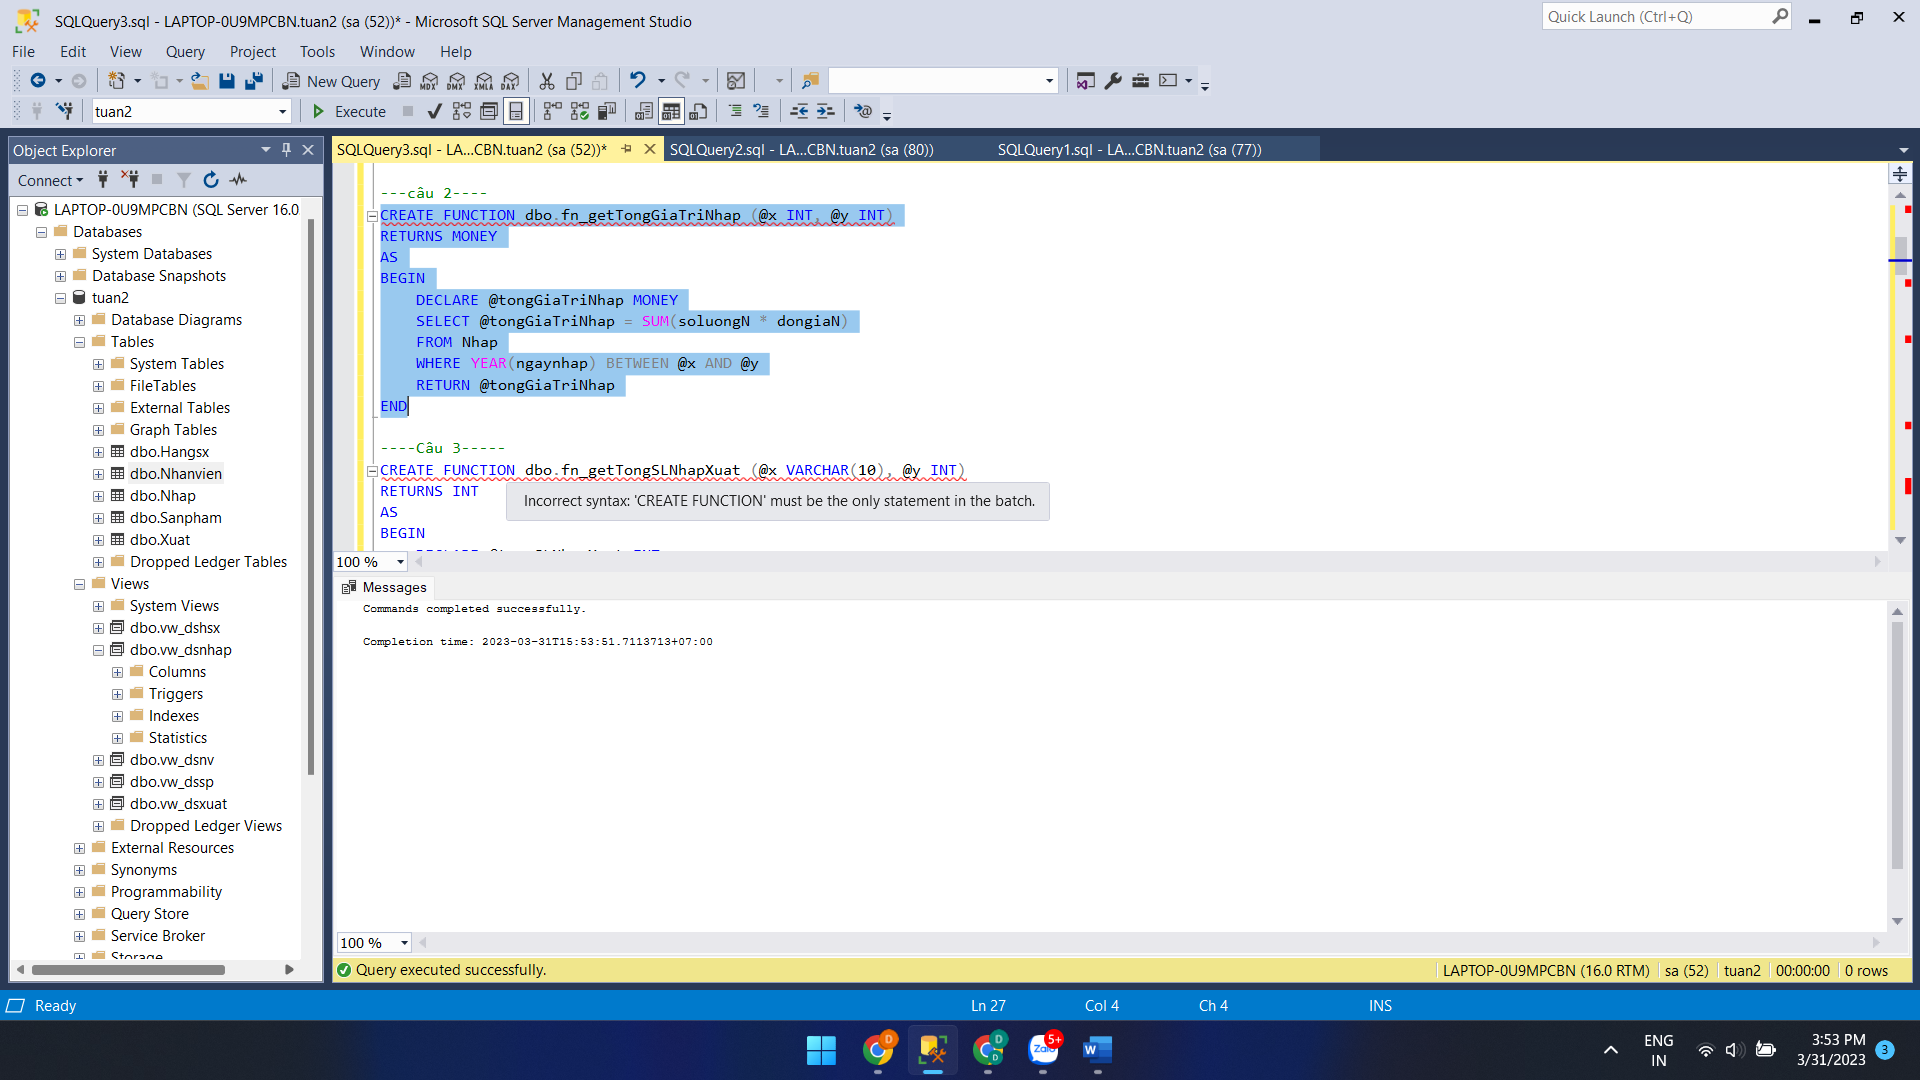 SQLQuery3.sql - LAPTOP-0U9MPCBN.tuan2 (sa (52))* - Microsoft SQL Server Management Studio
Quick Launch (Ctrl+Q)
File Edit View Query Project Tools Window Help
New Query
MDX DMX XMLA DAX
tuan2
Execute
Object Explorer
SQLQuery3.sql - LA...CBN.tuan2 (sa (52))*
SQLQuery2.sql - LA...CBN.tuan2 (sa (80))
SQLQuery1.sql - LA...CBN.tuan2 (sa (77))
Connect
LAPTOP-0U9MPCBN (SQL Server 16.0
Databases
System Databases
Database Snapshots
tuan2
Database Diagrams
Tables
System Tables
FileTables
External Tables
Graph Tables
dbo.Hangsx
dbo.Nhanvien
dbo.Nhap
dbo.Sanpham
dbo.Xuat
Dropped Ledger Tables
Views
System Views
dbo.vw_dshsx
dbo.vw_dsnhap
Columns
Triggers
Indexes
Statistics
dbo.vw_dsnv
dbo.vw_dssp
dbo.vw_dsxuat
Dropped Ledger Views
External Resources
Synonyms
Programmability
Query Store
Service Broker
Storage
---câu 2----
CREATE FUNCTION dbo.fn_getTongGiaTriNhap (@x INT, @y INT)
RETURNS MONEY
AS
BEGIN
DECLARE @tongGiaTriNhap MONEY
SELECT @tongGiaTriNhap = SUM(soluongN * dongiaN)
FROM Nhap
WHERE YEAR(ngaynhap) BETWEEN @x AND @y
RETURN @tongGiaTriNhap
END
----Câu 3-----
CREATE FUNCTION dbo.fn_getTongSLNhapXuat (@x VARCHAR(10), @y INT)
RETURNS INT
Incorrect syntax: 'CREATE FUNCTION' must be the only statement in the batch.
AS
BEGIN
100 %
Messages
Commands completed successfully.
Completion time: 2023-03-31T15:53:51.7113713+07:00
100 %
Query executed successfully.
LAPTOP-0U9MPCBN (16.0 RTM) sa (52) tuan2 00:00:00 0 rows
Ready
Ln 27
Col 4
Ch 4
INS
D
D
D
Zalo
5+
W
ENG
IN
3:53 PM
3/31/2023
3